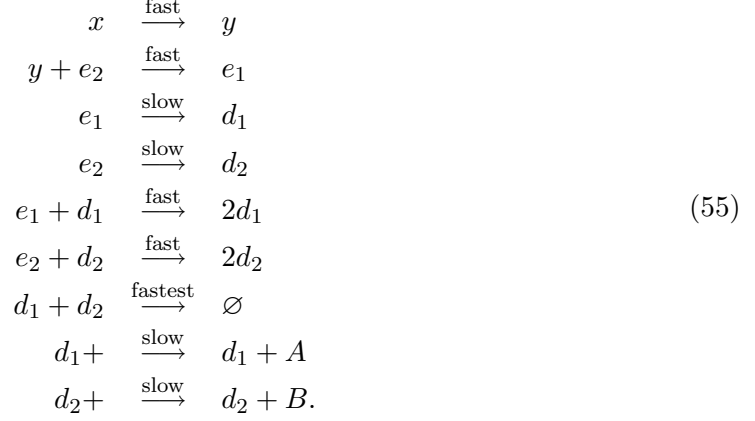 x fast⟶ y
y + e₂ fast⟶ e₁
e₁ slow⟶ d₁
e₂ slow⟶ d₂
e₁ + d₁ fast⟶ 2d₁ (55)
e₂ + d₂ fast⟶ 2d₂
d₁ + d₂ fastest⟶ ∅
d₁+ slow⟶ d₁ + A
d₂+ slow⟶ d₂ + B.